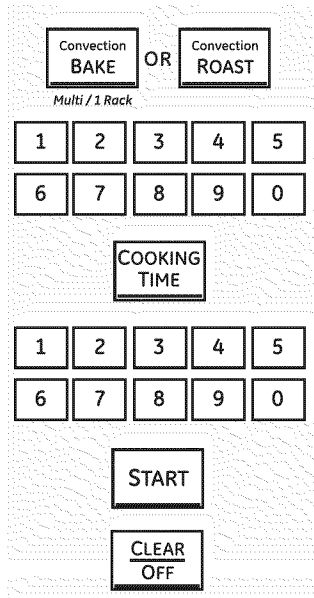 Convection Convection
BAKE OR ROAST
Multi / 1 Rack
1 2 3 4 5
6 7 8 9 0
COOKING
TIME
1 2 3 4 5
6 7 8 9 0
START
CLEAR
OFF